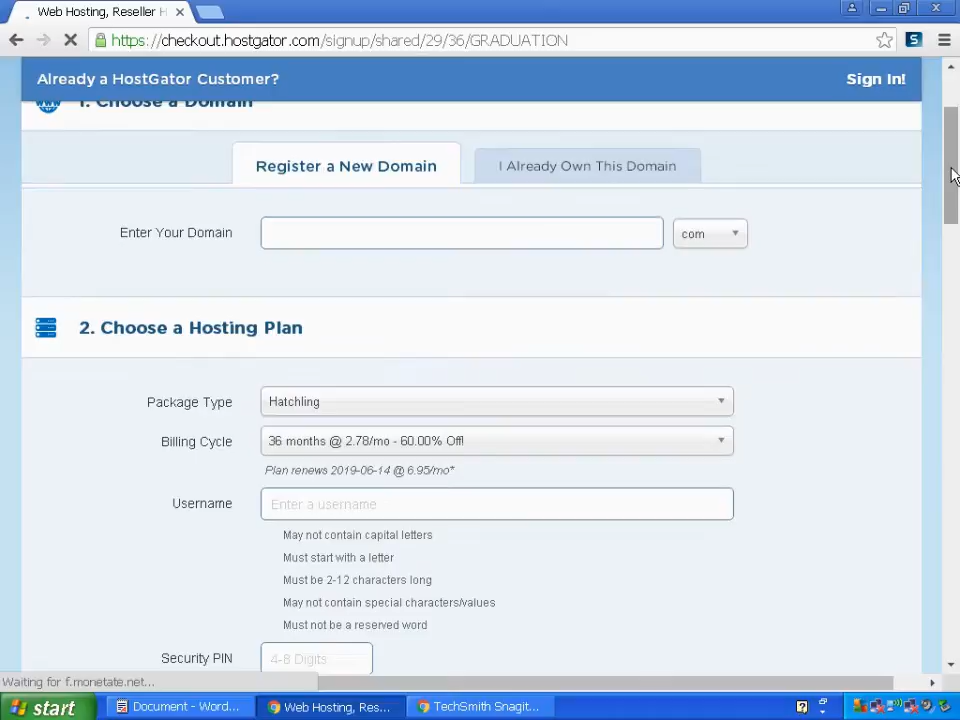 Web Hosting, Reseller H
https://checkout.hostgator.com/signup/shared/29/36/GRADUATION
Already a HostGator Customer?
Sign In!
1. Choose a Domain
Register a New Domain
I Already Own This Domain
Enter Your Domain
com
2. Choose a Hosting Plan
Package Type
Hatchling
Billing Cycle
36 months @ 2.78/mo - 60.00% Off!
Plan renews 2019-06-14 @ 6.95/mo*
Username
Enter a username
May not contain capital letters
Must start with a letter
Must be 2-12 characters long
May not contain special characters/values
Must not be a reserved word
Security PIN
4-8 Digits
Waiting for f.monetate.net...
start
Document - Word...
Web Hosting, Res...
TechSmith Snagit...